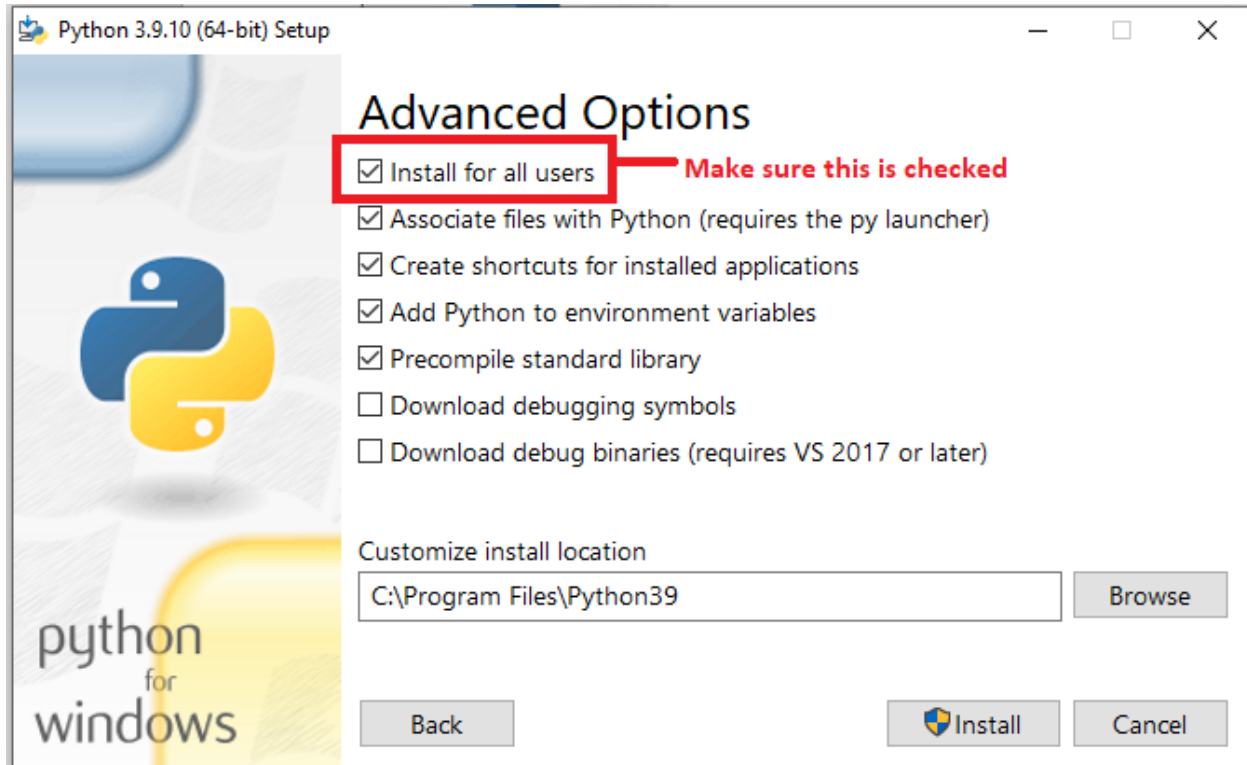 Python 3.9.10 (64-bit) Setup
Advanced Options
Install for all users
Make sure this is checked
Associate files with Python (requires the py launcher)
Create shortcuts for installed applications
Add Python to environment variables
Precompile standard library
Download debugging symbols
Download debug binaries (requires VS 2017 or later)
Customize install location
C:\Program Files\Python39
Browse
python
for
windows
Back
Install
Cancel